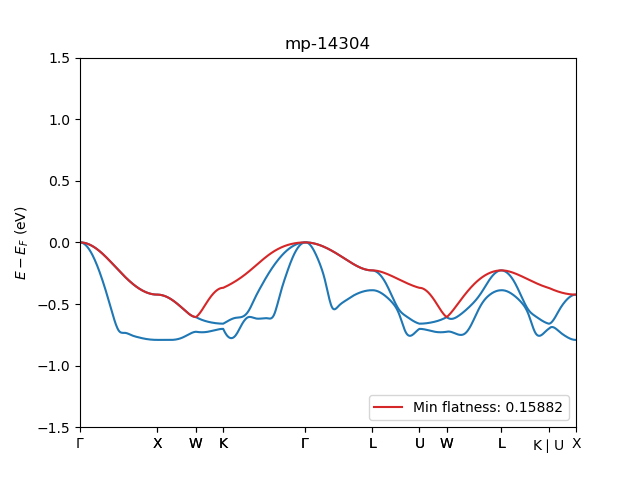 mp-14304
E − E_F (eV)
1.5
1.0
0.5
0.0
−0.5
−1.0
−1.5
Min flatness: 0.15882
Γ X W K Γ L U W L K | U X